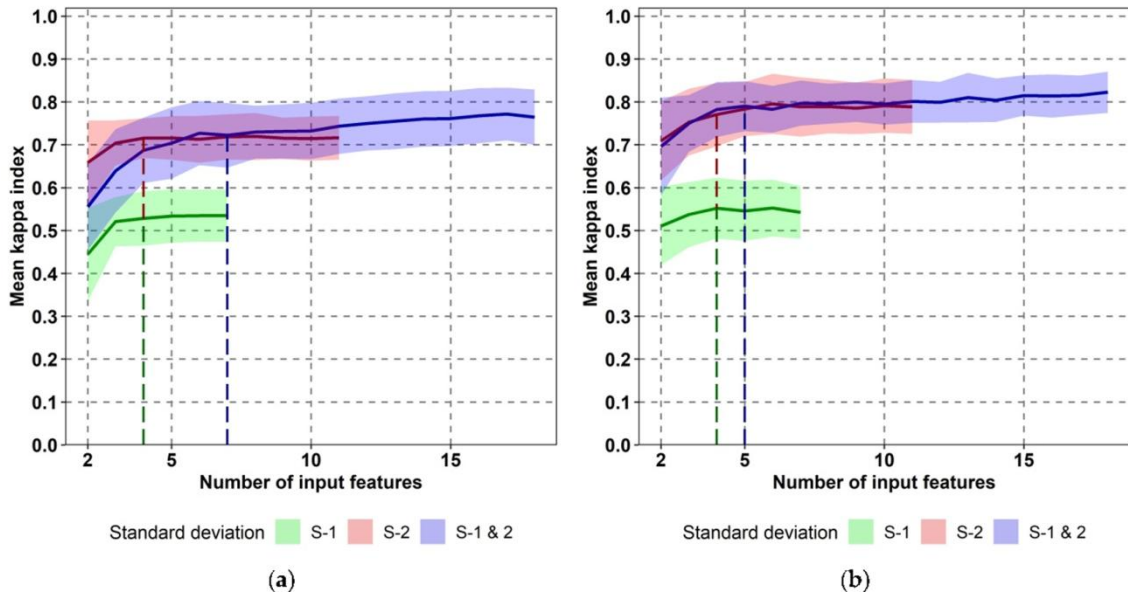 1.0
0.9
0.8
0.7
0.6
0.5
0.4
0.3
0.2
0.1
0.0
Mean kappa index
2 5 10 15
Number of input features
Standard deviation S-1 S-2 S-1 & 2
(a)
1.0
0.9
0.8
0.7
0.6
0.5
0.4
0.3
0.2
0.1
0.0
Mean kappa index
2 5 10 15
Number of input features
Standard deviation S-1 S-2 S-1 & 2
(b)